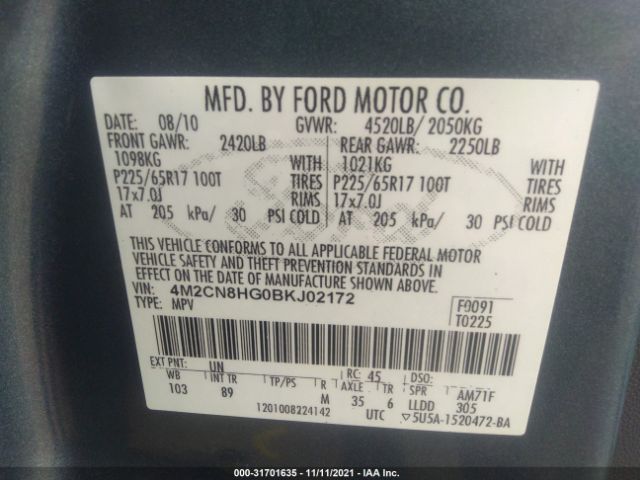 MFD. BY FORD MOTOR CO.
DATE: 08/10 GVWR: 4520LB/ 2050KG
FRONT GAWR: 2420LB REAR GAWR: 2250LB
1098KG WITH 1021KG WITH
P225/65R17 100T TIRES P225/65R17 100T TIRES
17x7.0J RIMS 17x7.0J RIMS
AT 205 kPa/ 30 PSI COLD AT 205 kPa/ 30 PSI COLD
THIS VEHICLE CONFORMS TO ALL APPLICABLE FEDERAL MOTOR
VEHICLE SAFETY AND THEFT PREVENTION STANDARDS IN
EFFECT ON THE DATE OF MANUFACTURE SHOWN ABOVE.
VIN: 4M2CN8HG0BKJ02172
TYPE: MPV
F0091
T0225
EXT PNT: UN RC: 45 DSO:
WB INT TR TP/PS R AXLE TR SPR AM71F
103 89 M 35 6 LLDD 305
1201008224142 UTC ▽5U5A-1520472-BA
000-31701635 - 11/11/2021 - IAA Inc.